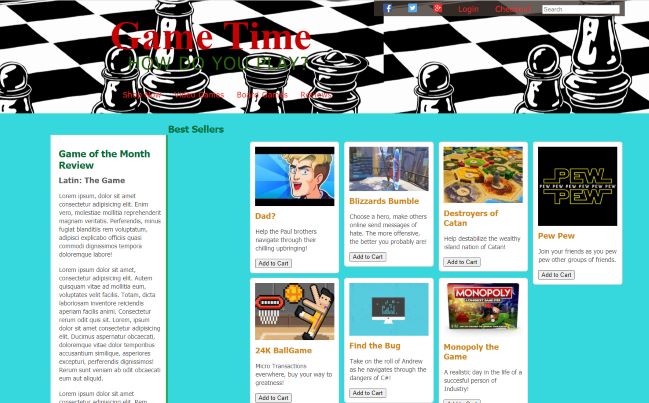 Login
Checkout
Search
Game Time
HOW DO YOU PLAY?
Shop Now
Video Games
Board Games
Reviews
Best Sellers
Game of the Month
Review
Latin: The Game
Lorem ipsum, dolor sit amet
consectetur adipisicing elit. Enim
vero, molestiae mollitia reprehenderit
magnam veritatis. Perferendis, minus
fugiat blanditiis rem voluptatum,
adipisci explicabo officiis quasi
commodi dignissimos tempora
doloremque labore!
Lorem ipsum dolor sit amet,
consectetur adipisicing elit. Autem
quisquam vitae ad mollitia eum,
voluptates velit facilis. Totam, dicta
laboriosam inventore reiciendis
aperiam facilis animi. Consectetur
rerum odit quis sit. Lorem, ipsum
dolor sit amet consectetur adipisicing
elit. Ducimus aspernatur obcaecati,
doloremque vitae dolor temporibus
accusantium similique, asperiores
excepturi, perferendis dignissimos!
Rerum sunt veniam ab odit obcaecati
eum aut aliquid.
Lorem ipsum dolor sit amet
consectetur adipisicing elit. Rem
Dad?
Help the Paul brothers
navigate through their
chilling upbringing!
Add to Cart
Blizzards Bumble
Choose a hero, make others
online send messages of
hate. The more offensive,
the better you probably are!
Add to Cart
Destroyers of
Catan
Help destabilize the wealthy
island nation of Catan!
Add to Cart
PEW
PEW PEW PEW PEW PEW PEW
PEW
Pew Pew
Join your friends as you pew
pew other groups of friends.
Add to Cart
24K BallGame
Micro Transactions
everwhere, buy your way to
greatness!
Add to Cart
Find the Bug
Take on the roll of Andrew
as he navigates through the
dangers of C#!
Add to Cart
MONOPOLY
Monopoly the
Game
A realistic day in the life of a
succesful person of
Industry!
Add to Cart